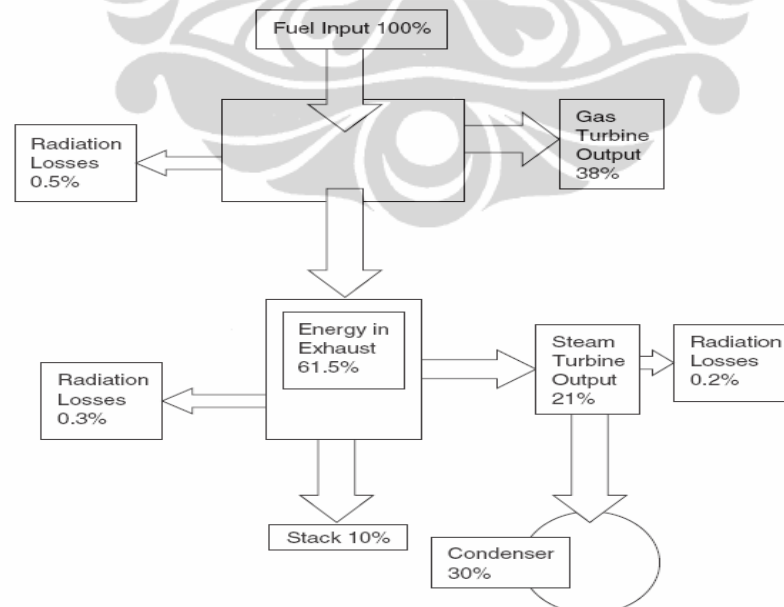 Fuel Input 100%
Radiation
Losses
0.5%
Gas
Turbine
Output
38%
Energy in
Exhaust
61.5%
Steam
Turbine
Output
21%
Radiation
Losses
0.2%
Radiation
Losses
0.3%
Stack 10%
Condenser
30%